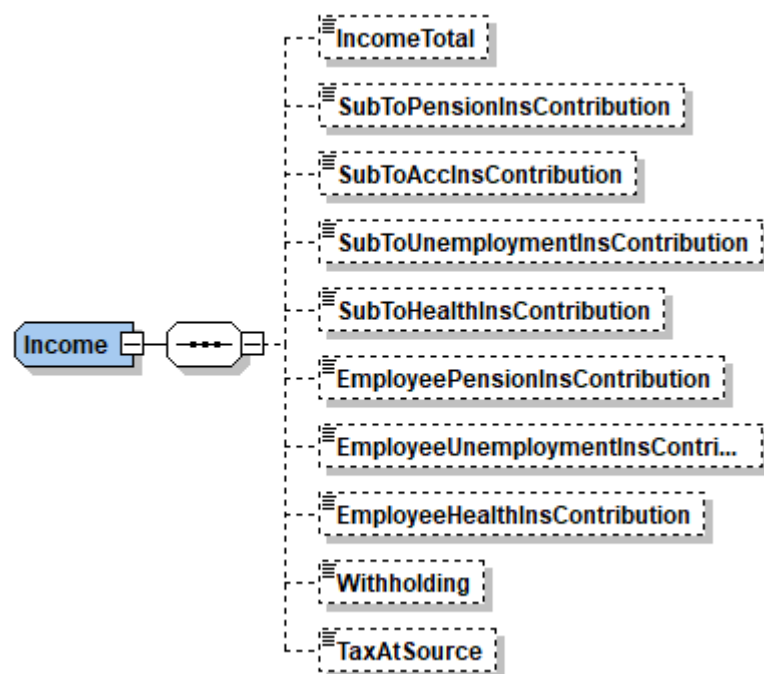 IncomeTotal
SubToPensionInsContribution
SubToAccInsContribution
SubToUnemploymentInsContribution
SubToHealthInsContribution
Income
EmployeePensionInsContribution
EmployeeUnemploymentInsContri...
EmployeeHealthInsContribution
Withholding
TaxAtSource